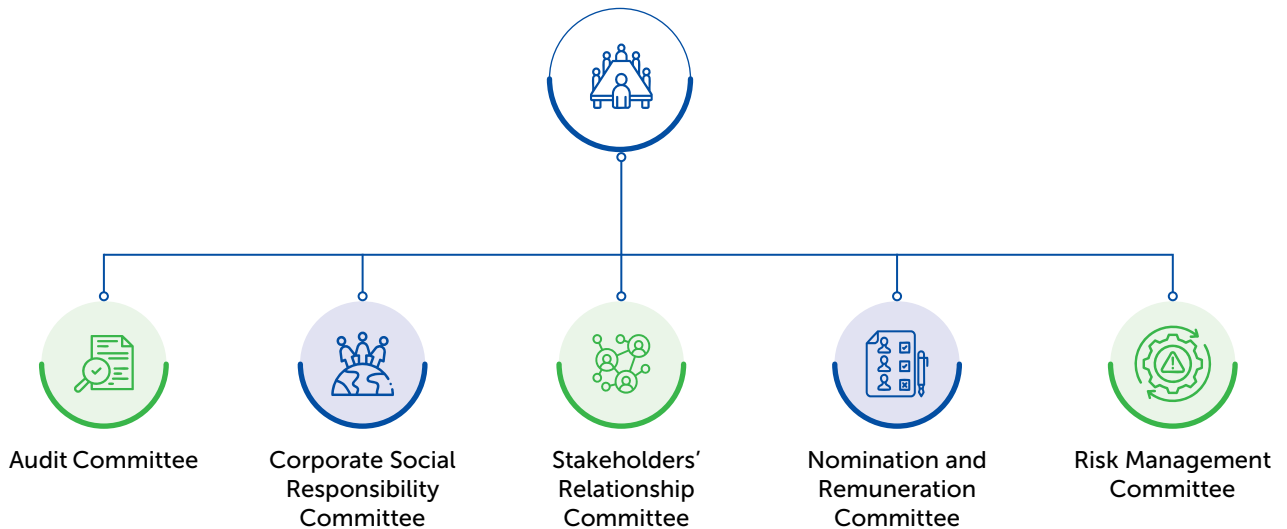 Audit Committee
Corporate Social
Responsibility
Committee
Stakeholders’
Relationship
Committee
Nomination and
Remuneration
Committee
Risk Management
Committee